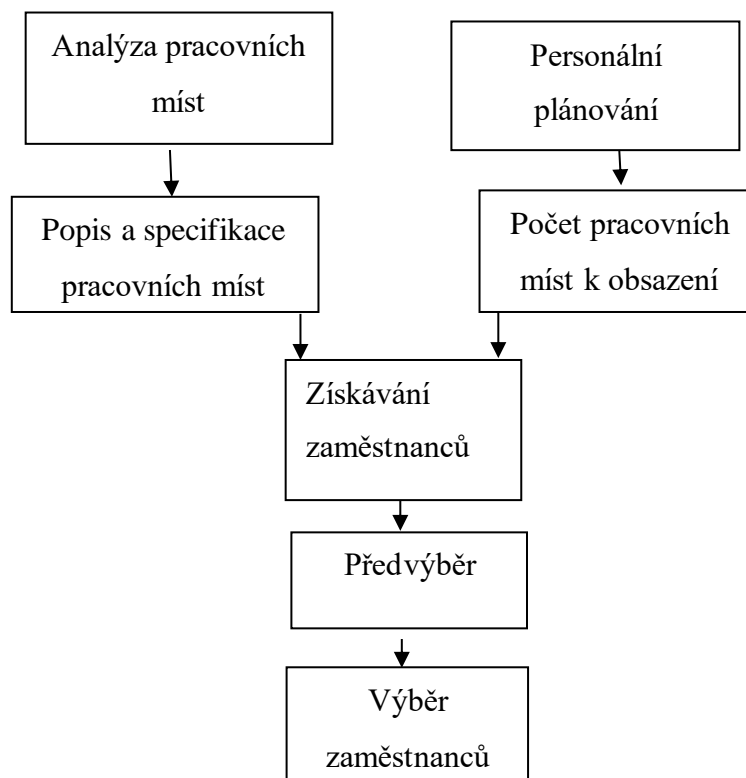 Analýza pracovních
míst
Personální
plánování
Popis a specifikace
pracovních míst
Počet pracovních
míst k obsazení
Získávání
zaměstnanců
Předvýběr
Výběr
zaměstnanců